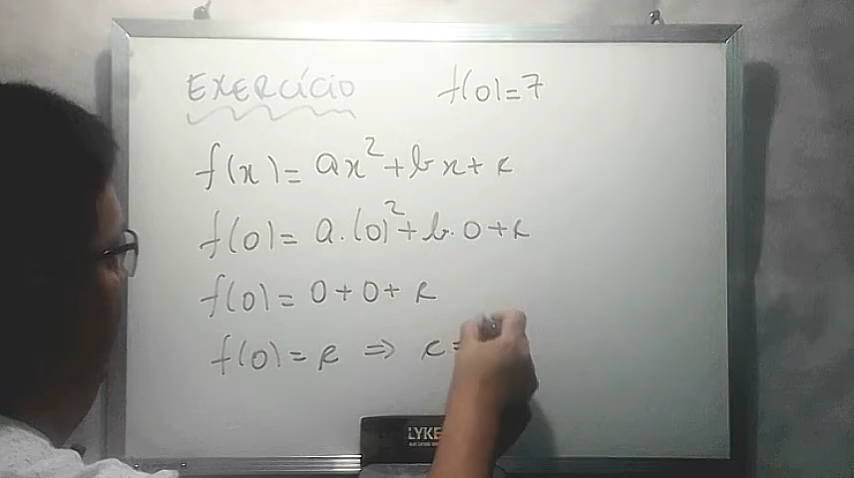 EXERCÍCIO f(0)=7
f(x)= ax²+bx+c
f(0)= a.(0)²+b.0+c
f(0)= 0+0+c
f(0)=c ⇒ c=
LYKE